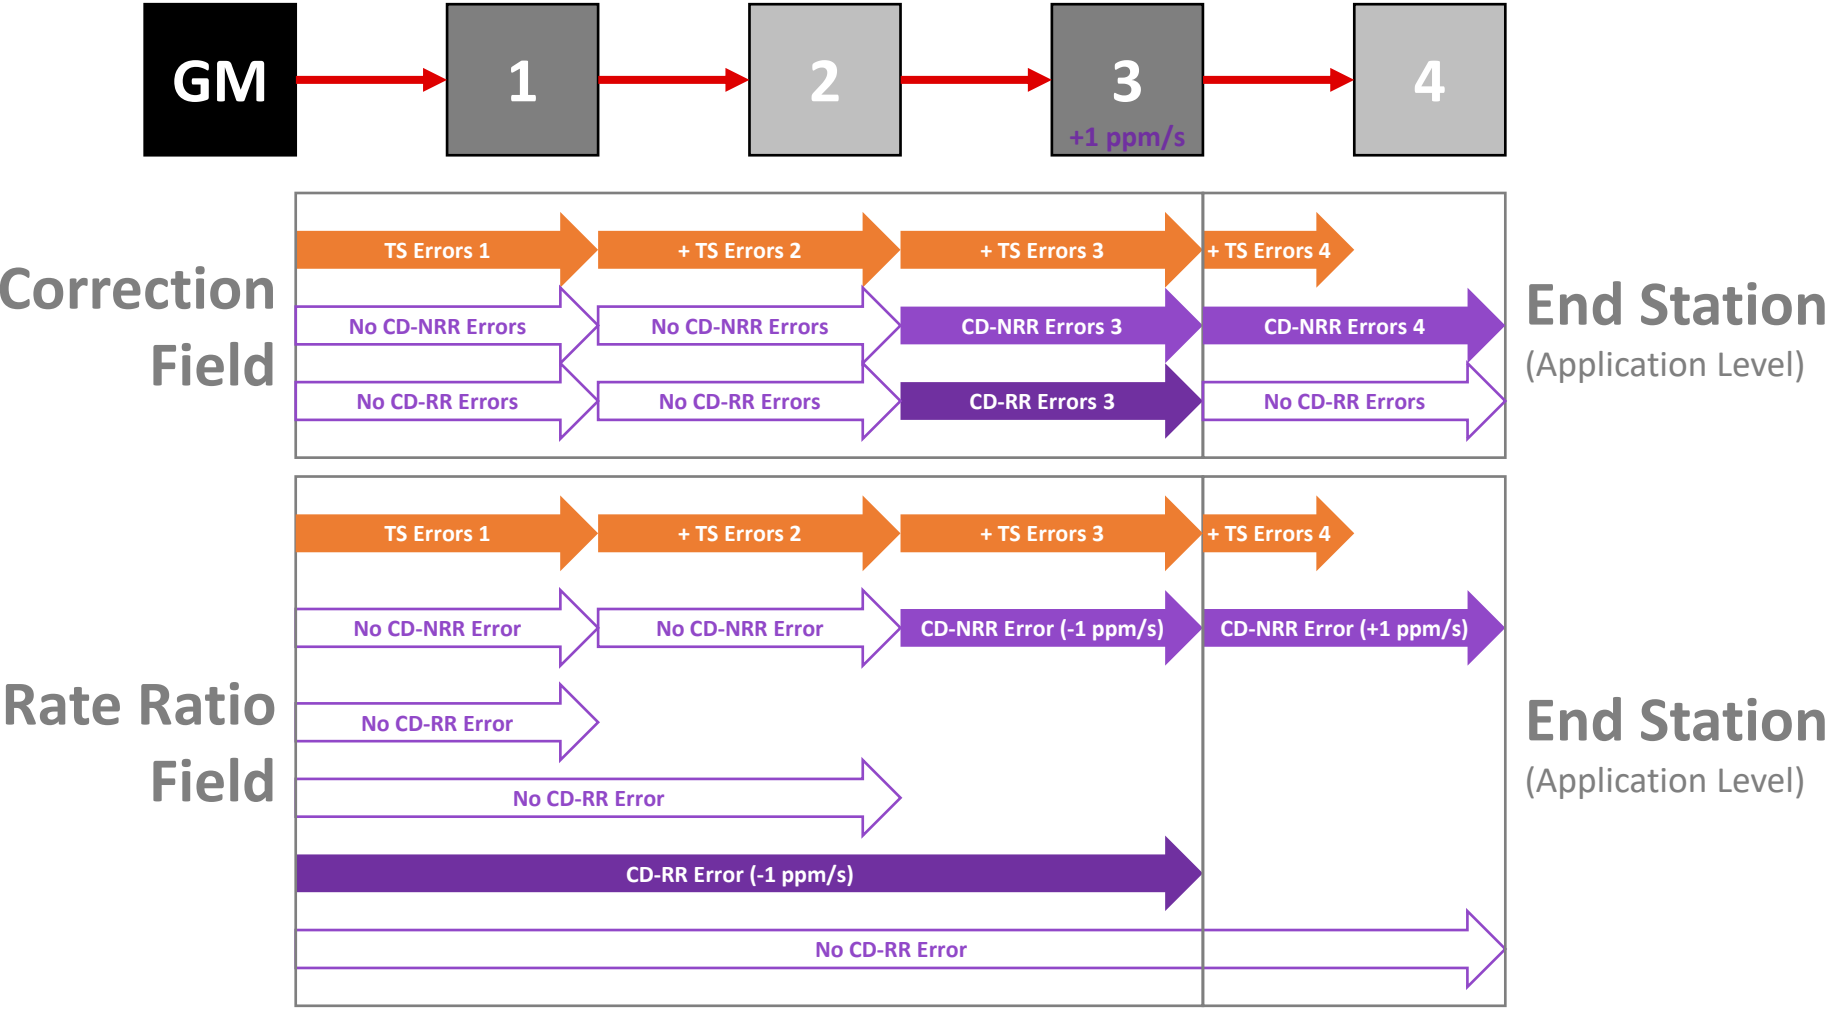 GM
1
2
3
4
+1 ppm/s
Correction
Field
TS Errors 1
+ TS Errors 2
+ TS Errors 3
+ TS Errors 4
No CD-NRR Errors
No CD-NRR Errors
CD-NRR Errors 3
CD-NRR Errors 4
No CD-RR Errors
No CD-RR Errors
CD-RR Errors 3
No CD-RR Errors
End Station
(Application Level)
Rate Ratio
Field
TS Errors 1
+ TS Errors 2
+ TS Errors 3
+ TS Errors 4
No CD-NRR Error
No CD-NRR Error
CD-NRR Error (-1 ppm/s)
CD-NRR Error (+1 ppm/s)
No CD-RR Error
No CD-RR Error
CD-RR Error (-1 ppm/s)
No CD-RR Error
End Station
(Application Level)